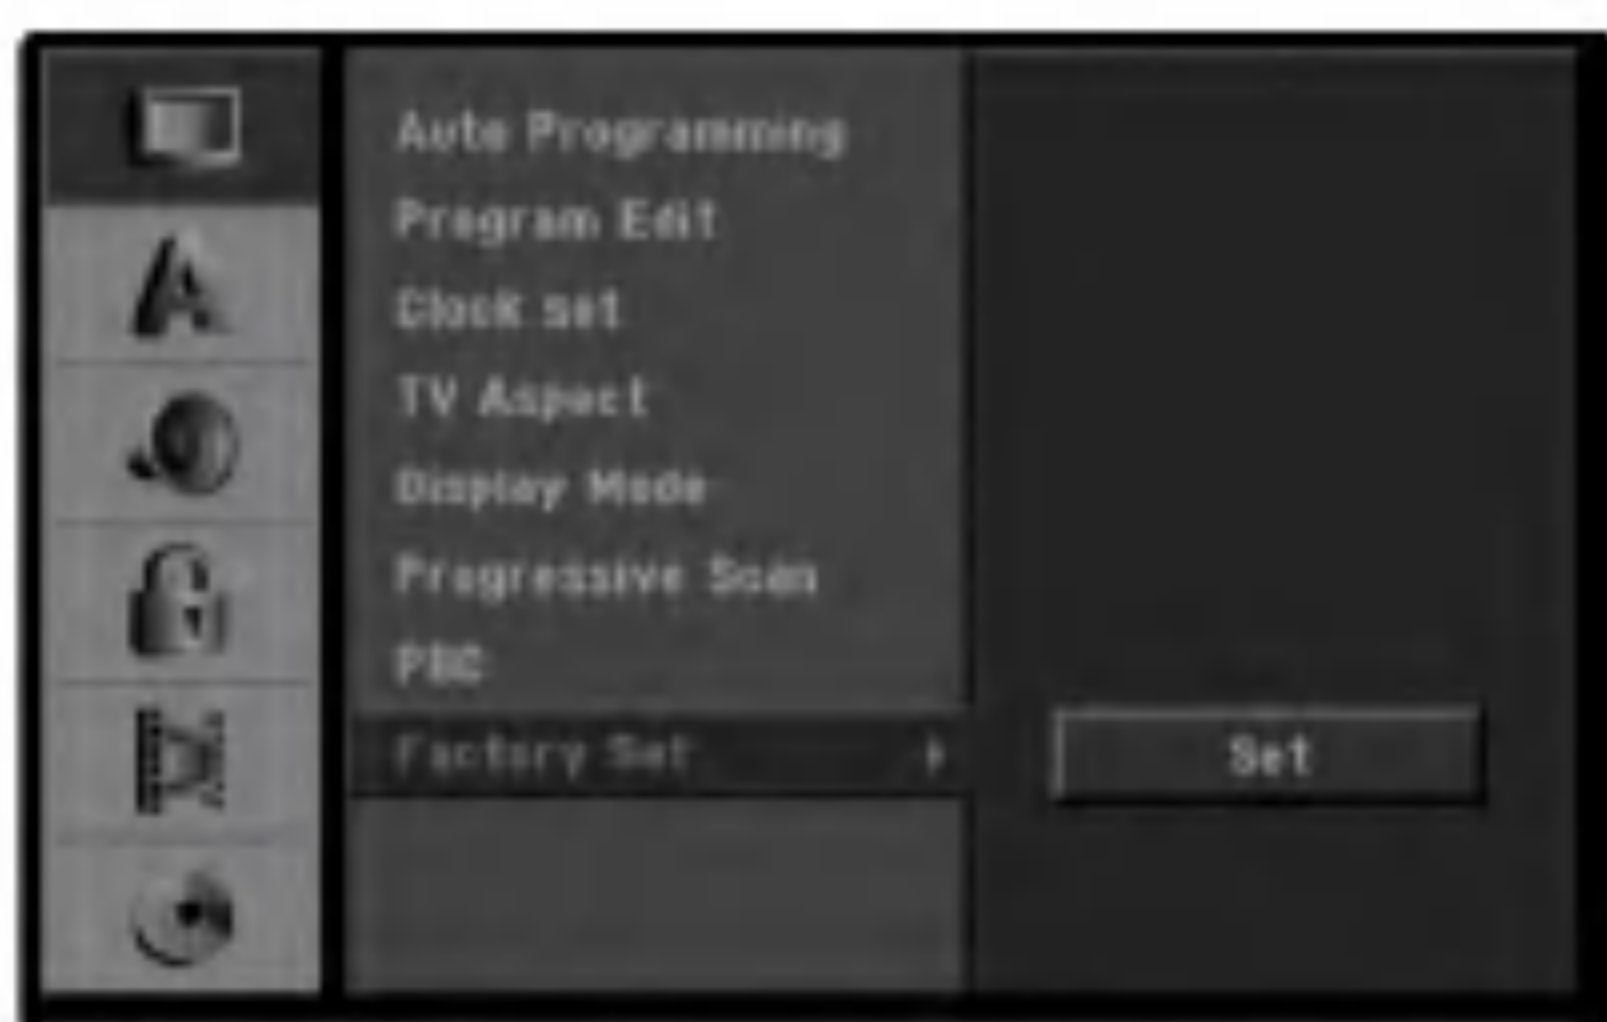 Auto Programming
Program Edit
Clock set
TV Aspect
Display Mode
Progressive Scan
PBC
Factory Set
Set